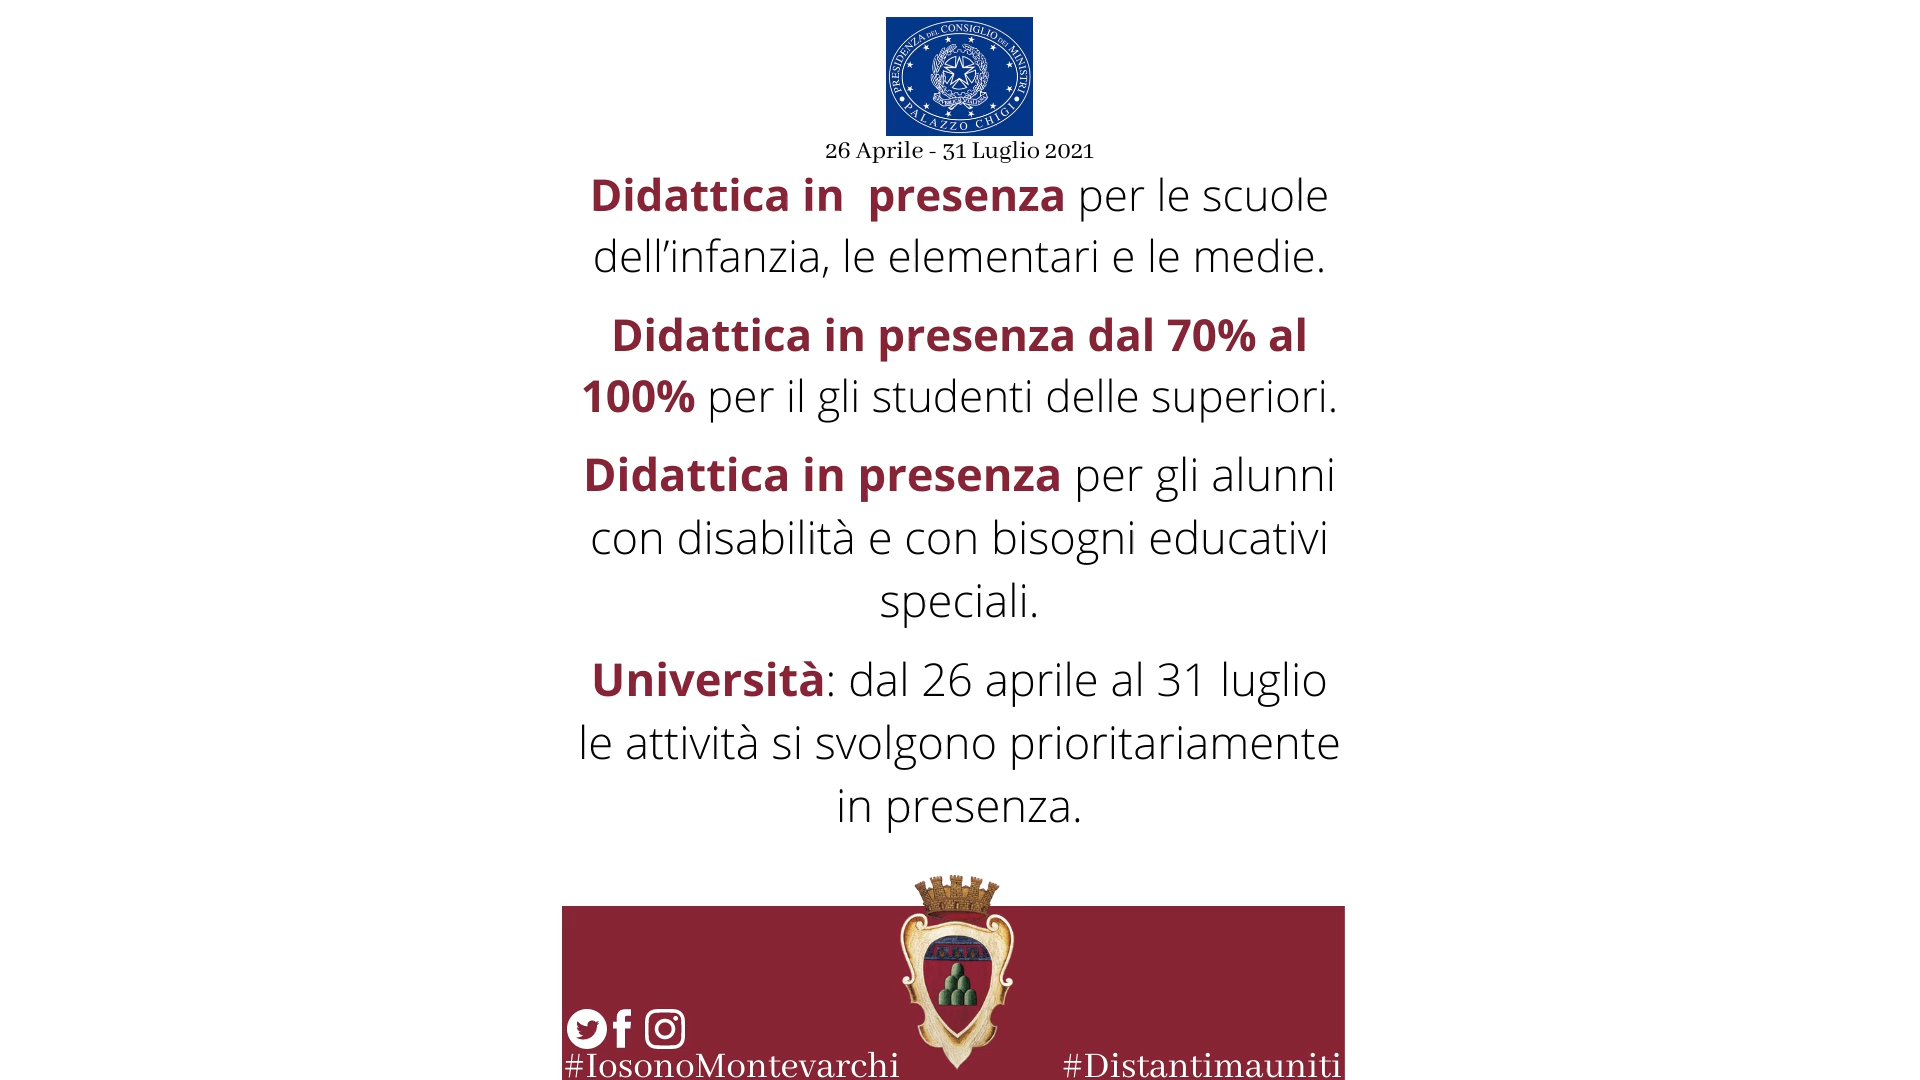 PRESIDENZA DEL CONSIGLIO DEI MINISTRI
PALAZZO CHIGI
26 Aprile - 31 Luglio 2021
Didattica in  presenza per le scuole
dell’infanzia, le elementari e le medie.
Didattica in presenza dal 70% al
100% per il gli studenti delle superiori.
Didattica in presenza per gli alunni
con disabilità e con bisogni educativi
speciali.
Università: dal 26 aprile al 31 luglio
le attività si svolgono prioritariamente
in presenza.
#IosonoMontevarchi
#Distantimauniti